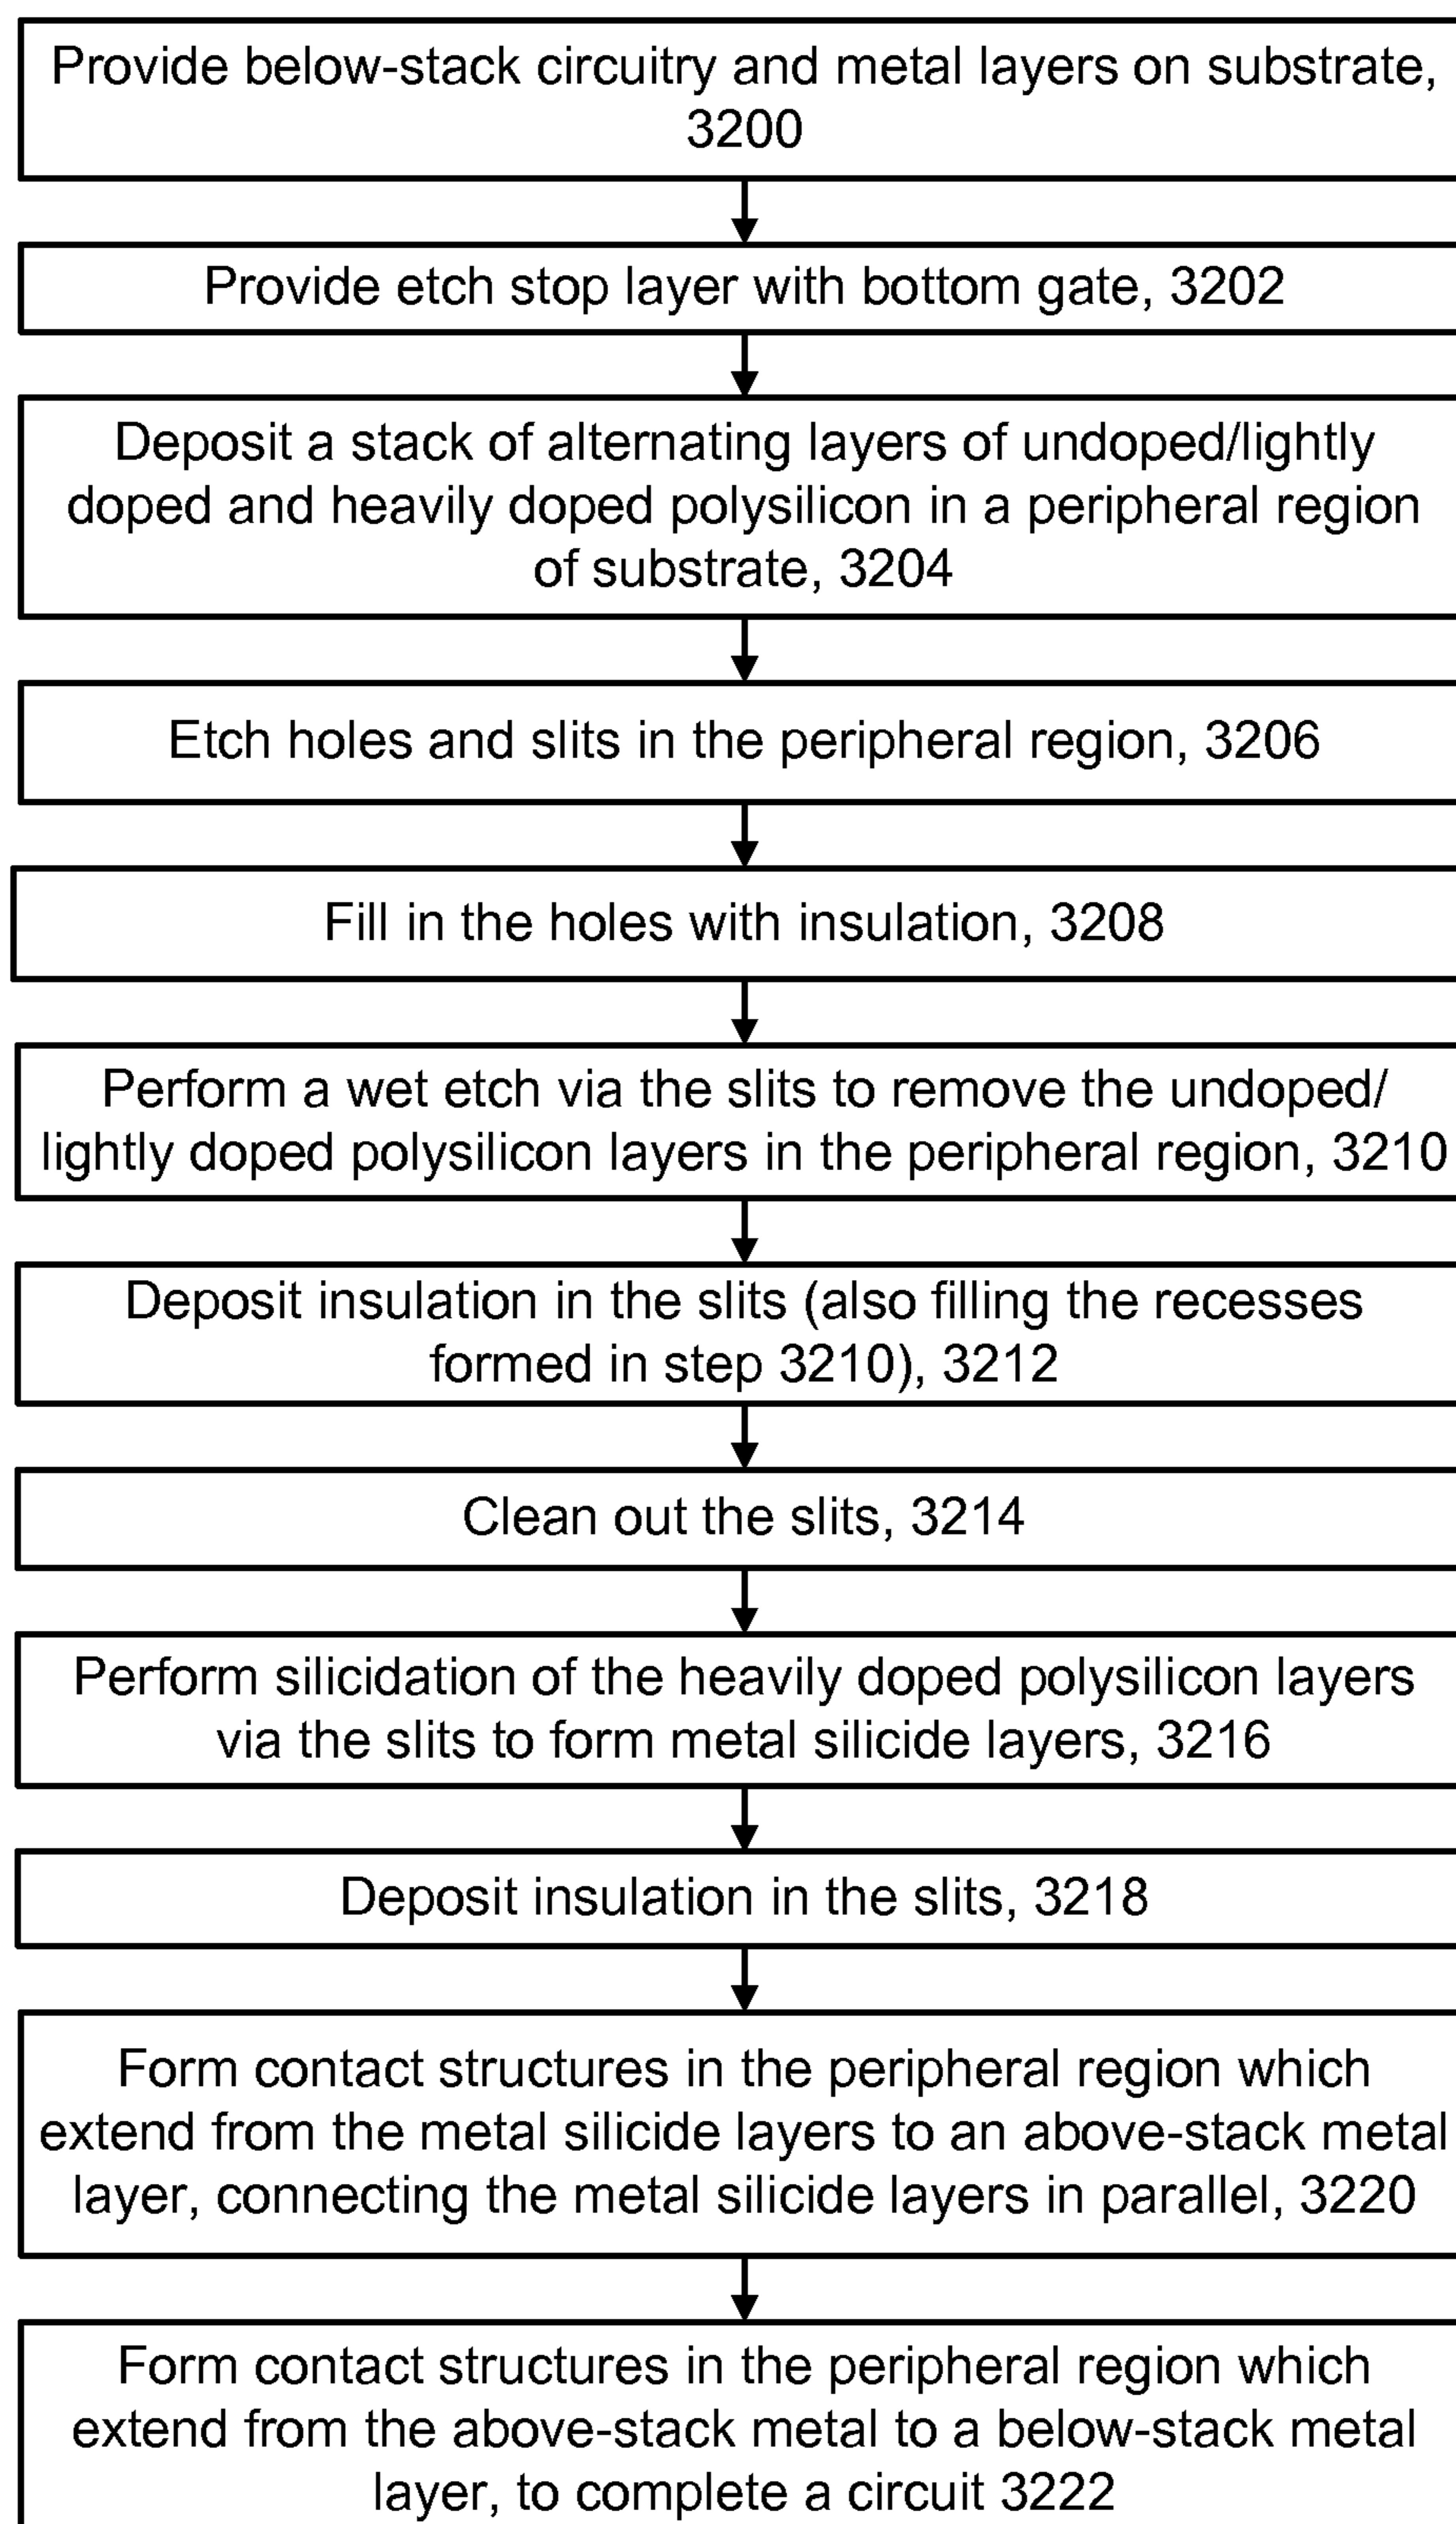 Provide below-stack circuitry and metal layers on substrate,
3200
Provide etch stop layer with bottom gate, 3202
Deposit a stack of alternating layers of undoped/lightly
doped and heavily doped polysilicon in a peripheral region
of substrate, 3204
Etch holes and slits in the peripheral region, 3206
Fill in the holes with insulation, 3208
Perform a wet etch via the slits to remove the undoped/
lightly doped polysilicon layers in the peripheral region, 3210
Deposit insulation in the slits (also filling the recesses
formed in step 3210), 3212
Clean out the slits, 3214
Perform silicidation of the heavily doped polysilicon layers
via the slits to form metal silicide layers, 3216
Deposit insulation in the slits, 3218
Form contact structures in the peripheral region which
extend from the metal silicide layers to an above-stack metal
layer, connecting the metal silicide layers in parallel, 3220
Form contact structures in the peripheral region which
extend from the above-stack metal to a below-stack metal
layer, to complete a circuit 3222